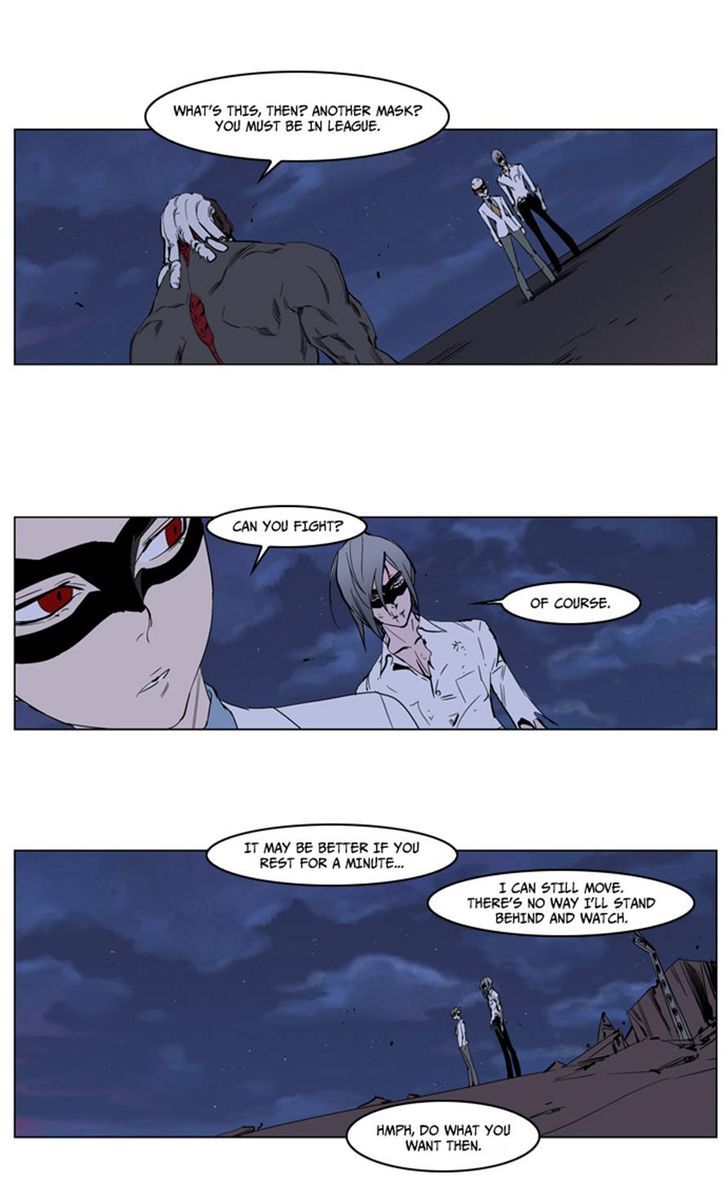 WHAT'S THIS, THEN? ANOTHER MASK?
YOU MUST BE IN LEAGUE.
CAN YOU FIGHT?
OF COURSE.
IT MAY BE BETTER IF YOU
REST FOR A MINUTE...
I CAN STILL MOVE.
THERE'S NO WAY I'LL STAND
BEHIND AND WATCH.
HMPH, DO WHAT YOU
WANT THEN.